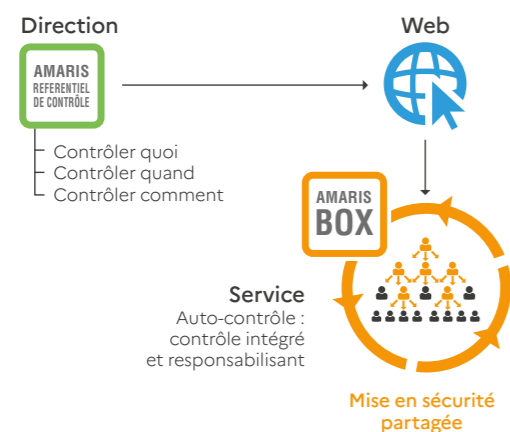 Direction
Web
AMARIS
REFERENTIEL
DE CONTRÔLE
Contrôler quoi
Contrôler quand
Contrôler comment
AMARIS
BOX
Service
Auto-contrôle :
contrôle intégré
et responsabilisant
Mise en sécurité
partagée